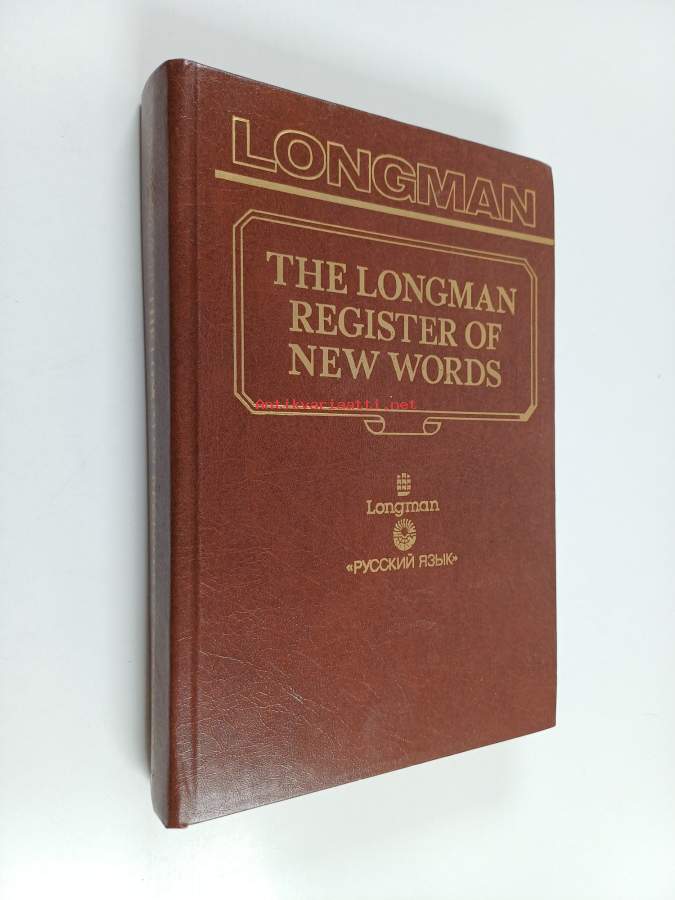 LONGMAN
THE LONGMAN
REGISTER OF
NEW WORDS
Antikvariaatti.net
Longman
«РУССКИЙ ЯЗЫК»